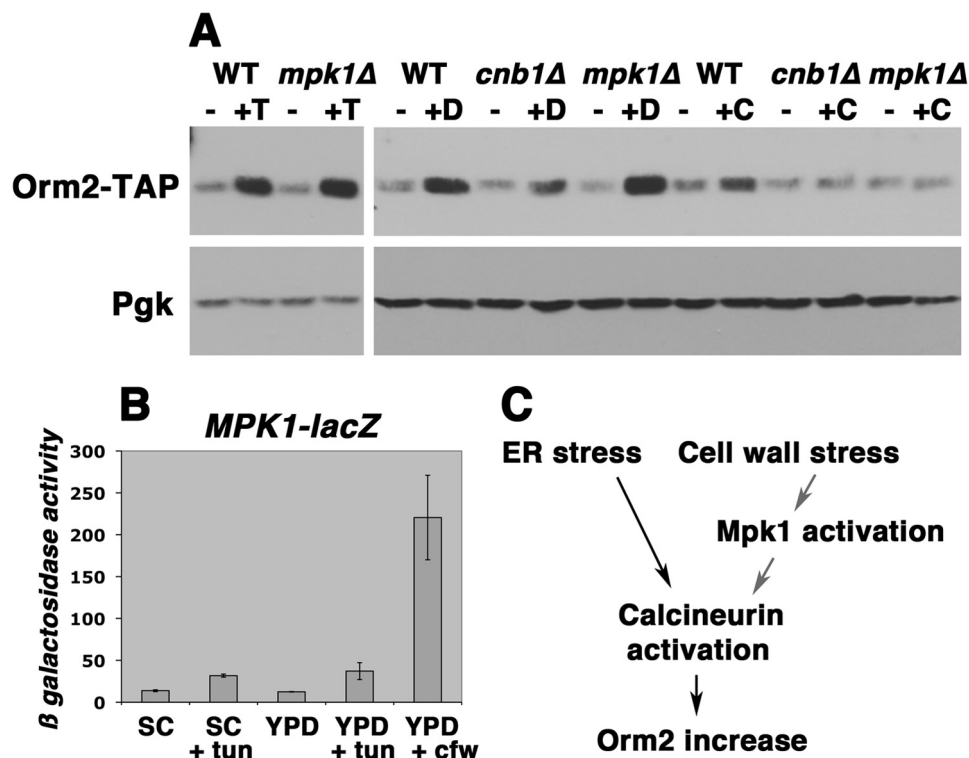 A
WT mpk1Δ WT cnb1Δ mpk1Δ WT cnb1Δ mpk1Δ
- +T - +T - +D - +D - +D - +C - +C - +C
Orm2-TAP
Pgk
B
MPK1-lacZ
ß galactosidase activity
300
250
200
150
100
50
0
SC
SC
+ tun
YPD
YPD
+ tun
YPD
+ cfw
C
ER stress
Cell wall stress
Mpk1 activation
Calcineurin
activation
Orm2 increase